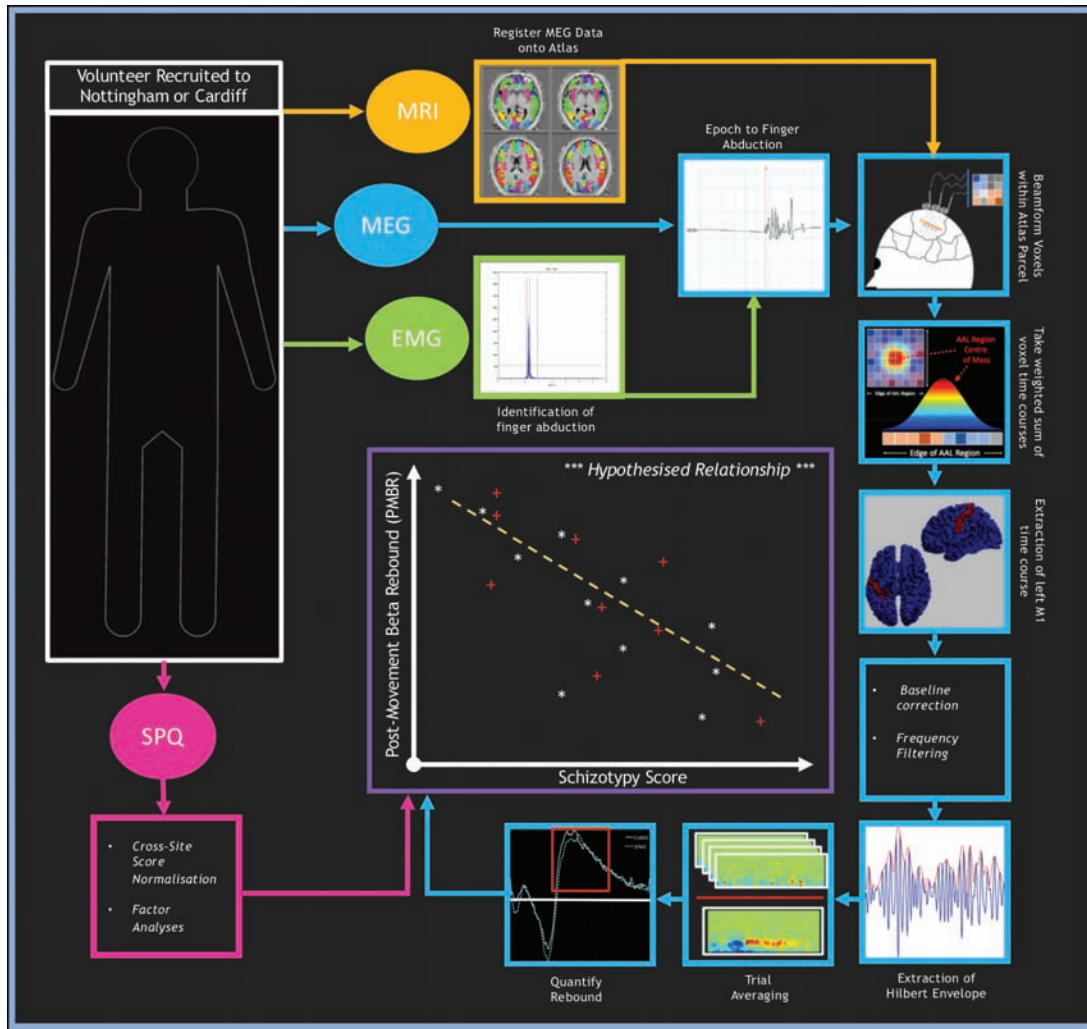 Register MEG Data
onto Atlas
Volunteer Recruited to
Nottingham or Cardiff
MRI
Epoch to Finger
Abduction
MEG
Beamform Voxels
within Atlas Parcel
EMG
Identification of
finger abduction
Take weighted sum of
voxel time courses
AAL Region
Centre
of Mass
Edge of AAL Region
Edge of AAL Region
*** Hypothesised Relationship ***
Post-Movement Beta Rebound (PMBR)
Schizotypy Score
Extraction of left M1
time course
• Baseline
correction
• Frequency
Filtering
SPQ
• Cross-Site
Score
Normalisation
• Factor
Analyses
Quantify
Rebound
Trial
Averaging
Extraction of
Hilbert Envelope